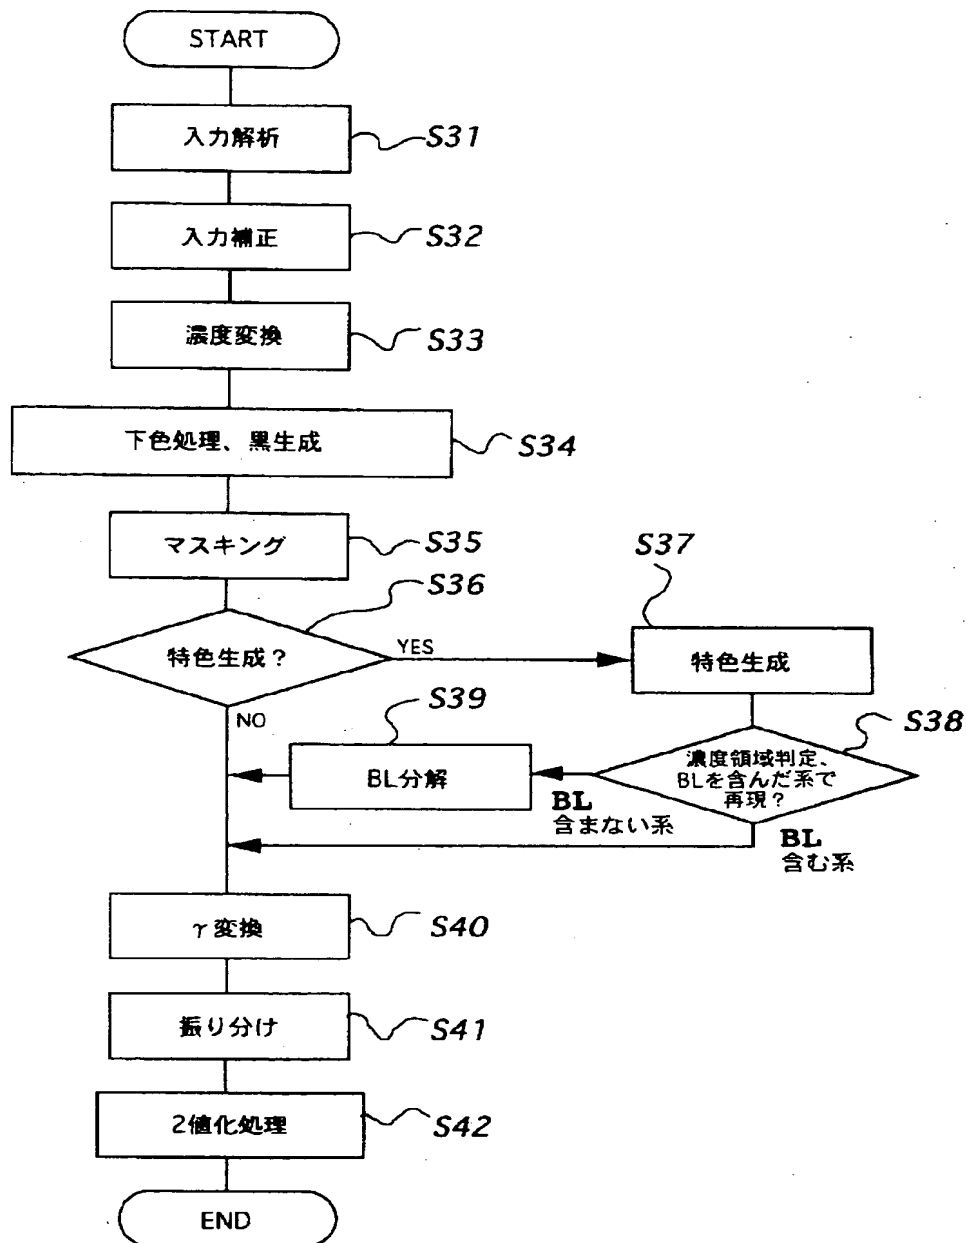 START
入力解析
S31
入力補正
S32
濃度変換
S33
下色処理、黒生成
S34
マスキング
S35
S36
特色生成？
YES
NO
S37
特色生成
S38
濃度領域判定、
BLを含んだ系で
再現？
S39
BL分解
BL
含まない系
BL
含む系
γ変換
S40
振り分け
S41
2値化処理
S42
END